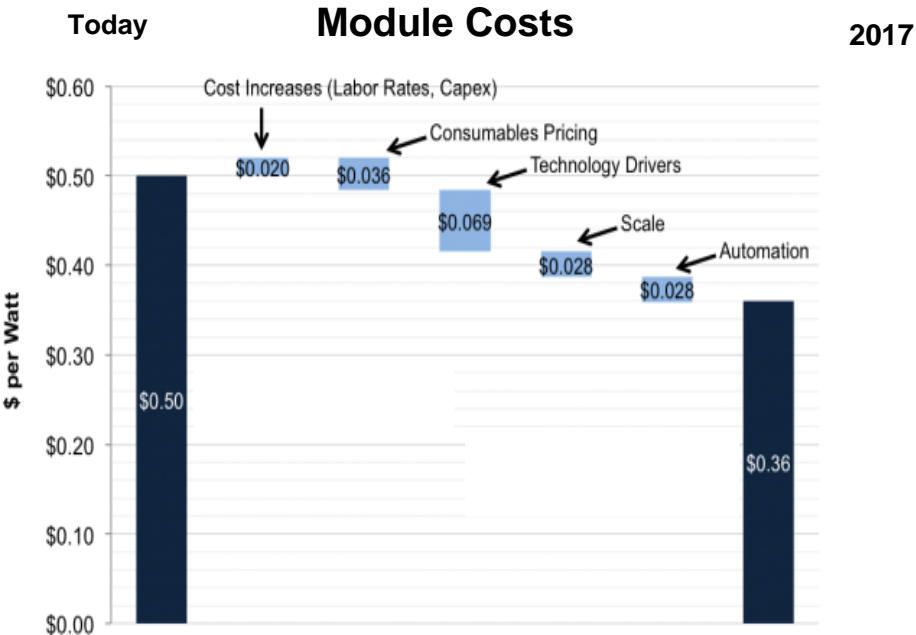 Today
Module Costs
2017
$ per Watt
$0.60
$0.50
$0.40
$0.30
$0.20
$0.10
$0.00
Cost Increases (Labor Rates, Capex)
Consumables Pricing
Technology Drivers
Scale
Automation
$0.50
$0.020
$0.036
$0.069
$0.028
$0.028
$0.36